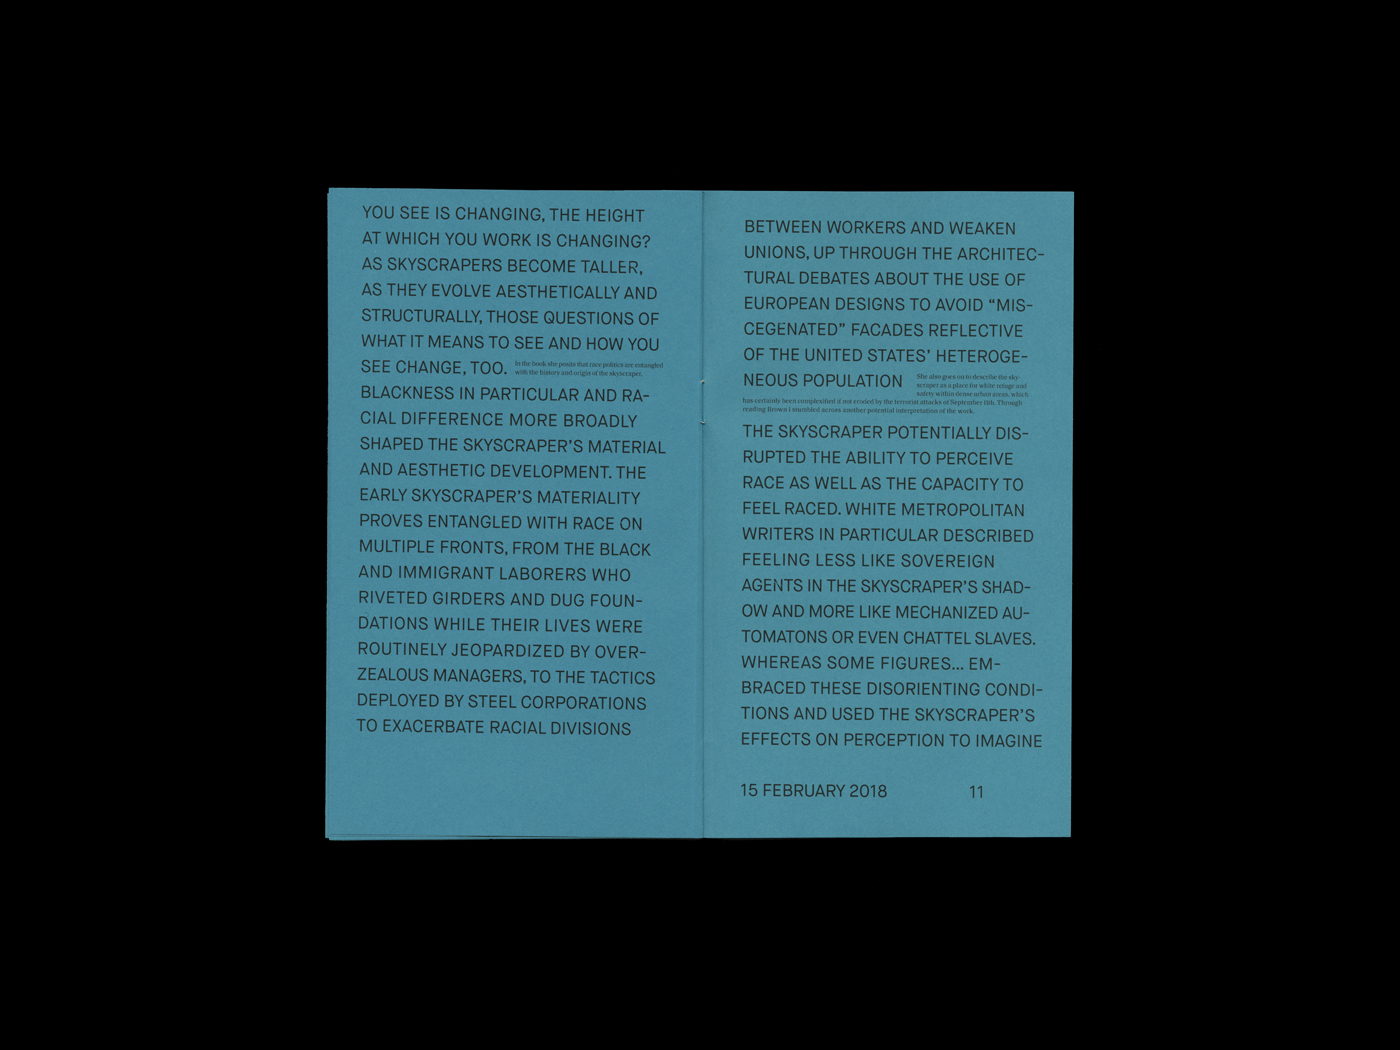 YOU SEE IS CHANGING, THE HEIGHT
AT WHICH YOU WORK IS CHANGING?
AS SKYSCRAPERS BECOME TALLER,
AS THEY EVOLVE AESTHETICALLY AND
STRUCTURALLY, THOSE QUESTIONS OF
WHAT IT MEANS TO SEE AND HOW YOU
SEE CHANGE, TOO.
In the book she posits that race politics are entangled
with the history and origin of the skyscraper.
BLACKNESS IN PARTICULAR AND RA–
CIAL DIFFERENCE MORE BROADLY
SHAPED THE SKYSCRAPER’S MATERIAL
AND AESTHETIC DEVELOPMENT. THE
EARLY SKYSCRAPER’S MATERIALITY
PROVES ENTANGLED WITH RACE ON
MULTIPLE FRONTS, FROM THE BLACK
AND IMMIGRANT LABORERS WHO
RIVETED GIRDERS AND DUG FOUN–
DATIONS WHILE THEIR LIVES WERE
ROUTINELY JEOPARDIZED BY OVER–
ZEALOUS MANAGERS, TO THE TACTICS
DEPLOYED BY STEEL CORPORATIONS
TO EXACERBATE RACIAL DIVISIONS
BETWEEN WORKERS AND WEAKEN
UNIONS, UP THROUGH THE ARCHITEC–
TURAL DEBATES ABOUT THE USE OF
EUROPEAN DESIGNS TO AVOID “MIS–
CEGENATED” FACADES REFLECTIVE
OF THE UNITED STATES’ HETEROGE–
NEOUS POPULATION
She also goes on to describe the sky-
scraper as a place for white refuge and
safety within dense urban areas, which
has certainly been complexified if not eroded by the terrorist attacks of September 11th. Through
reading Brown I stumbled across another potential interpretation of the work.
THE SKYSCRAPER POTENTIALLY DIS–
RUPTED THE ABILITY TO PERCEIVE
RACE AS WELL AS THE CAPACITY TO
FEEL RACED. WHITE METROPOLITAN
WRITERS IN PARTICULAR DESCRIBED
FEELING LESS LIKE SOVEREIGN
AGENTS IN THE SKYSCRAPER’S SHAD–
OW AND MORE LIKE MECHANIZED AU–
TOMATONS OR EVEN CHATTEL SLAVES.
WHEREAS SOME FIGURES... EM–
BRACED THESE DISORIENTING CONDI–
TIONS AND USED THE SKYSCRAPER’S
EFFECTS ON PERCEPTION TO IMAGINE
15 FEBRUARY 2018 11